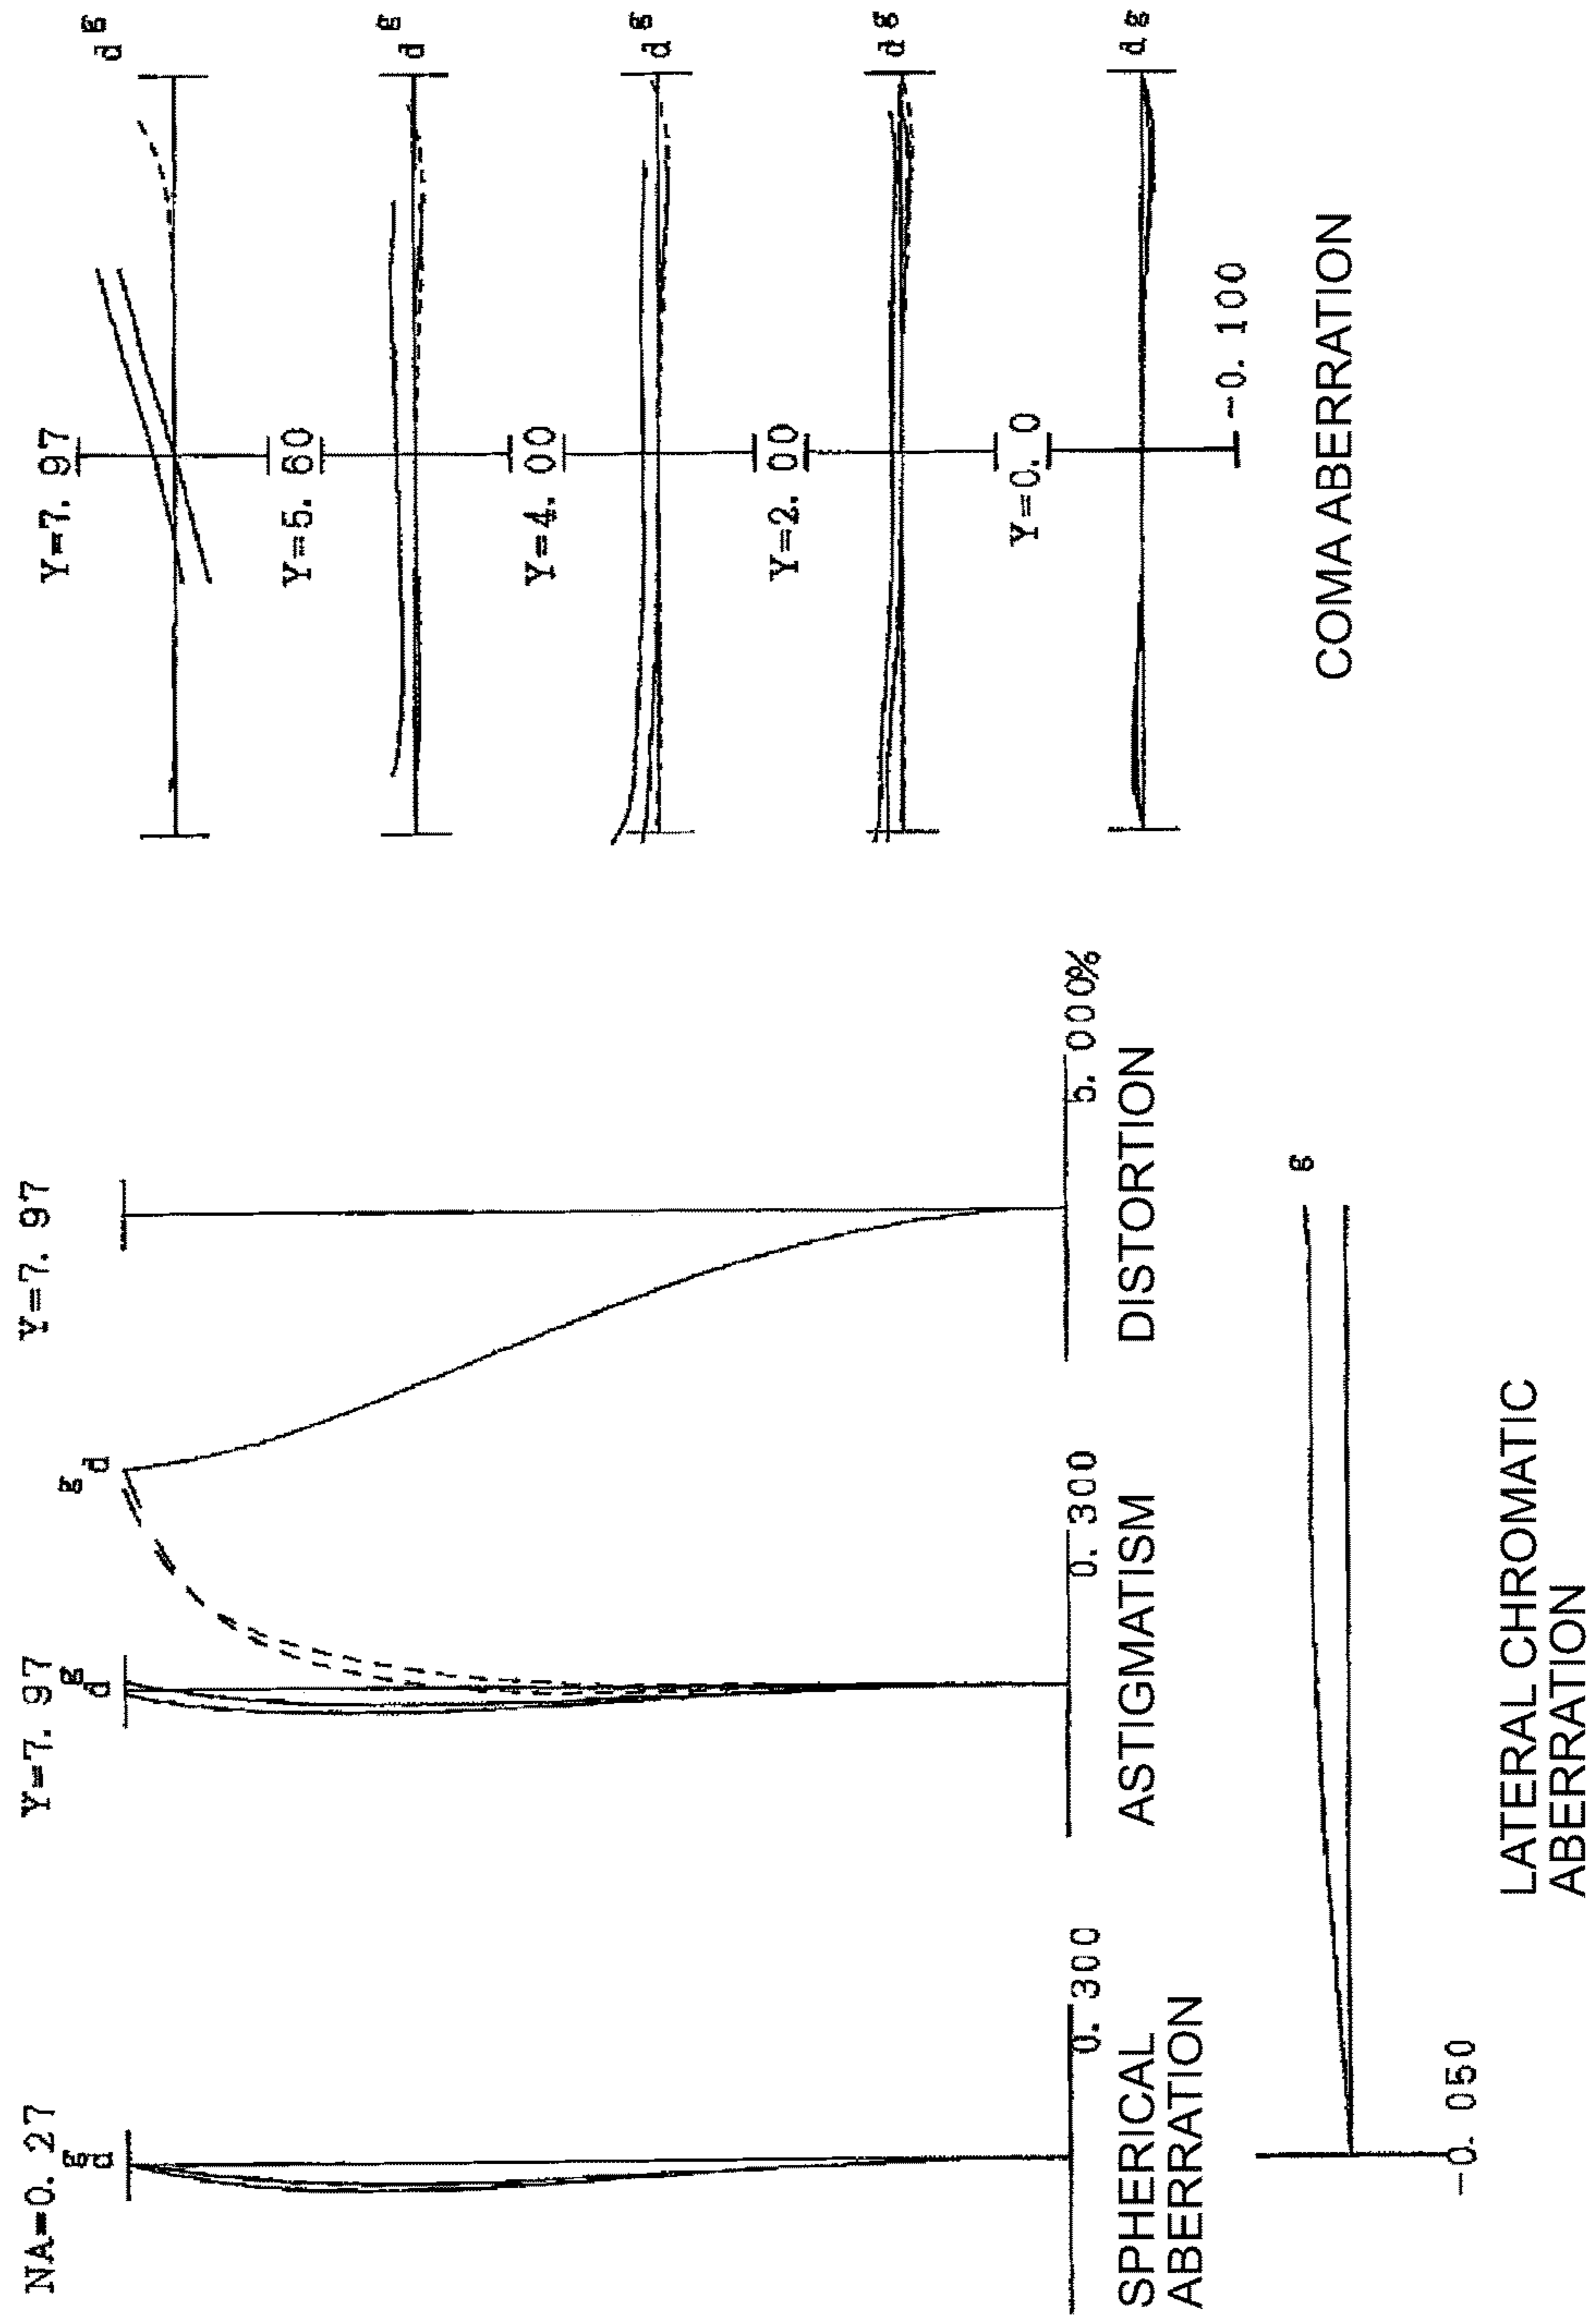 NA=0. 27
g
d
0. 300
SPHERICAL
ABERRATION
Y=7. 97
g
d
0. 300
ASTIGMATISM
g
d
Y=7. 97
5. 000%
DISTORTION
g
-0. 050
LATERAL CHROMATIC
ABERRATION
Y=7. 97
g
d
Y=5. 60
g
d
Y=4. 00
g
d
Y=2. 00
g
d
Y=0. 0
g
d
-0. 100
COMA ABERRATION